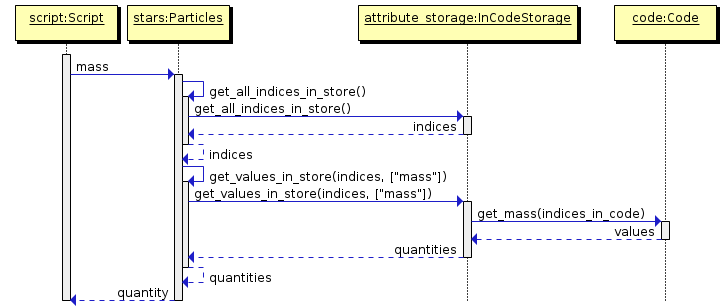 script:Script
stars:Particles
attribute_storage:InCodeStorage
code:Code
mass
get_all_indices_in_store()
get_all_indices_in_store()
indices
indices
get_values_in_store(indices, ["mass"])
get_values_in_store(indices, ["mass"])
get_mass(indices_in_code)
values
quantities
quantities
quantity